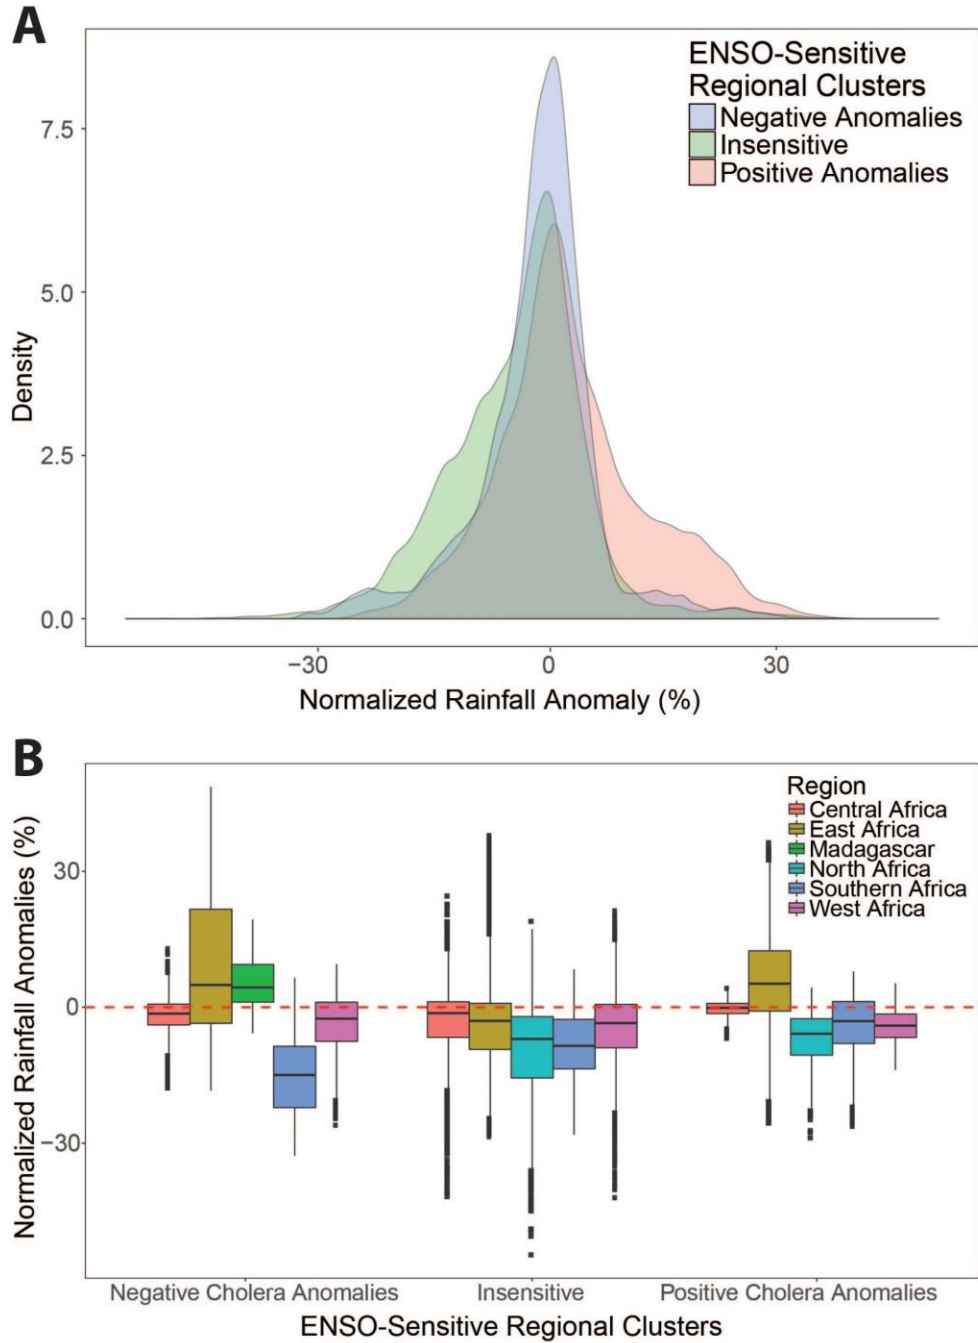 A
ENSO-Sensitive
Regional Clusters
Negative Anomalies
Insensitive
Positive Anomalies
7.5
5.0
2.5
0.0
Density
−30
0
30
Normalized Rainfall Anomaly (%)
B
Region
Central Africa
East Africa
Madagascar
North Africa
Southern Africa
West Africa
30
0
−30
Normalized Rainfall Anomalies (%)
Negative Cholera Anomalies
Insensitive
Positive Cholera Anomalies
ENSO-Sensitive Regional Clusters